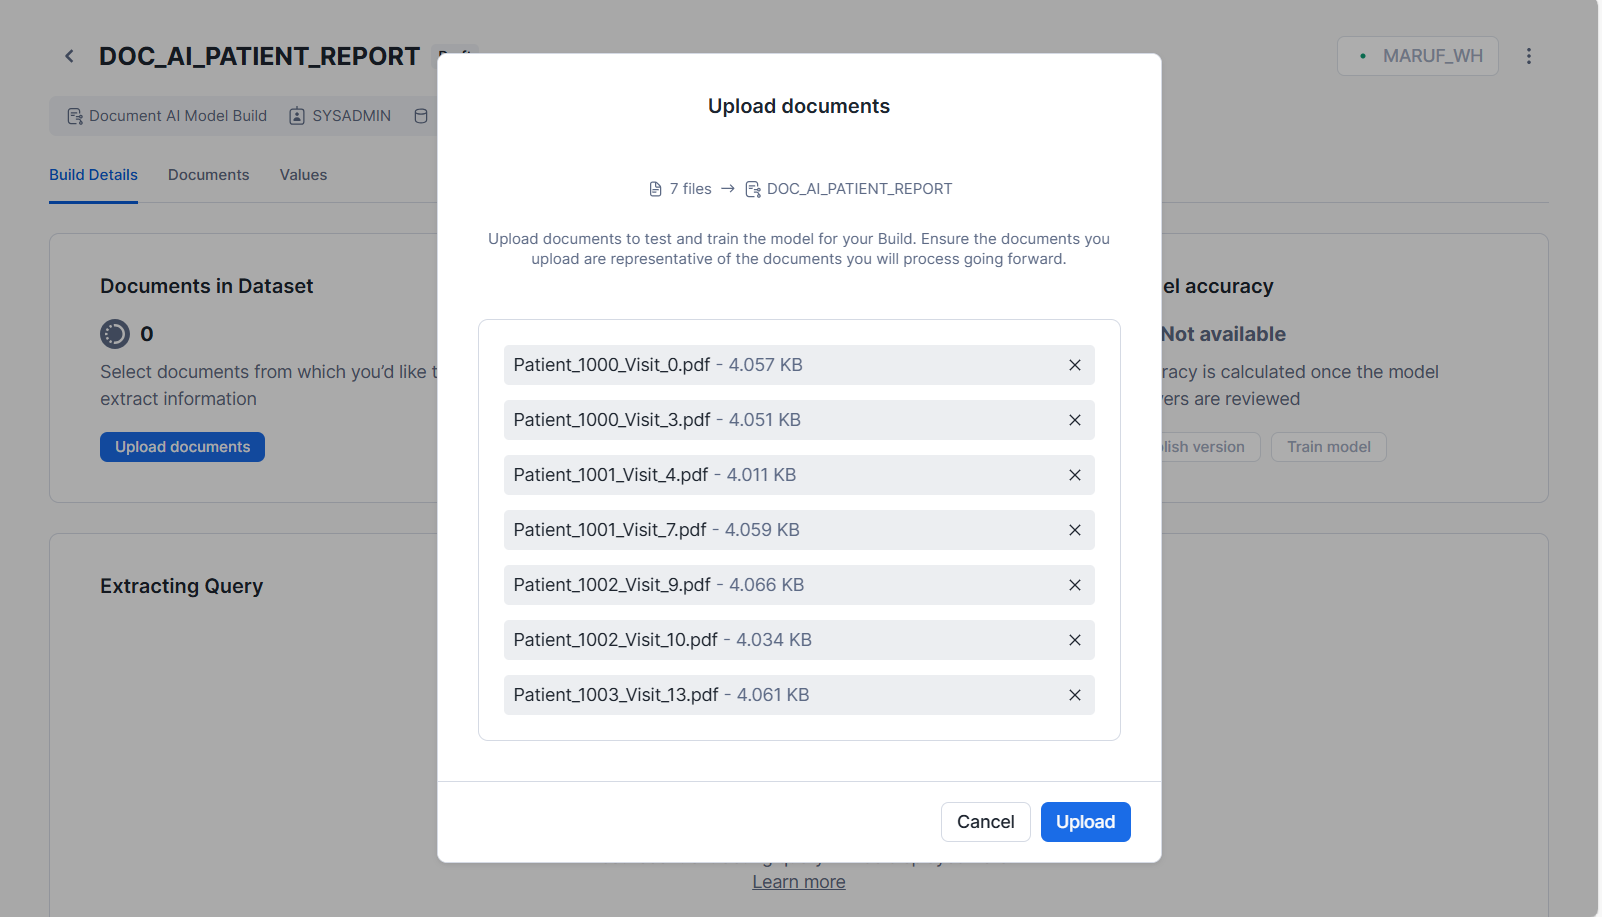 DOC_AI_PATIENT_REPORT
MARUF_WH
Document AI Model Build SYSADMIN
Build Details Documents Values
Documents in Dataset
0
Select documents from which you'd like t
extract information
Upload documents
Extracting Query
Upload documents
7 files → DOC_AI_PATIENT_REPORT
Upload documents to test and train the model for your Build. Ensure the documents you
upload are representative of the documents you will process going forward.
Patient_1000_Visit_0.pdf - 4.057 KB
Patient_1000_Visit_3.pdf - 4.051 KB
Patient_1001_Visit_4.pdf - 4.011 KB
Patient_1001_Visit_7.pdf - 4.059 KB
Patient_1002_Visit_9.pdf - 4.066 KB
Patient_1002_Visit_10.pdf - 4.034 KB
Patient_1003_Visit_13.pdf - 4.061 KB
Cancel Upload
el accuracy
Not available
racy is calculated once the model
ers are reviewed
lish version Train model
Learn more